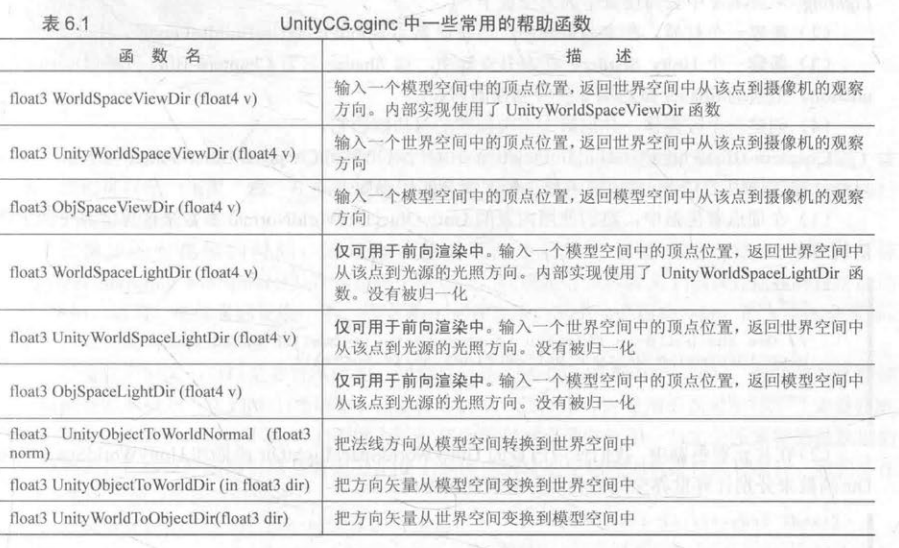 表 6.1 UnityCG.cginc 中一些常用的帮助函数
函 数 名 描 述
float3 WorldSpaceViewDir (float4 v)
输入一个模型空间中的顶点位置，返回世界空间中从该点到摄像机的观察
方向。内部实现使用了 UnityWorldSpaceViewDir 函数
float3 UnityWorldSpaceViewDir (float4 v)
输入一个世界空间中的顶点位置，返回世界空间中从该点到摄像机的观察
方向
float3 ObjSpaceViewDir (float4 v)
输入一个模型空间中的顶点位置，返回模型空间中从该点到摄像机的观察
方向
float3 WorldSpaceLightDir (float4 v)
仅可用于前向渲染中。输入一个模型空间中的顶点位置，返回世界空间中
从该点到光源的光照方向。内部实现使用了 UnityWorldSpaceLightDir 函
数。没有被归一化
float3 UnityWorldSpaceLightDir (float4 v)
仅可用于前向渲染中。输入一个世界空间中的顶点位置，返回世界空间中
从该点到光源的光照方向。没有被归一化
float3 ObjSpaceLightDir (float4 v)
仅可用于前向渲染中。输入一个模型空间中的顶点位置，返回模型空间中
从该点到光源的光照方向。没有被归一化
float3 UnityObjectToWorldNormal (float3
norm)
把法线方向从模型空间转换到世界空间中
float3 UnityObjectToWorldDir (in float3 dir)
把方向矢量从模型空间变换到世界空间中
float3 UnityWorldToObjectDir(float3 dir)
把方向矢量从世界空间变换到模型空间中